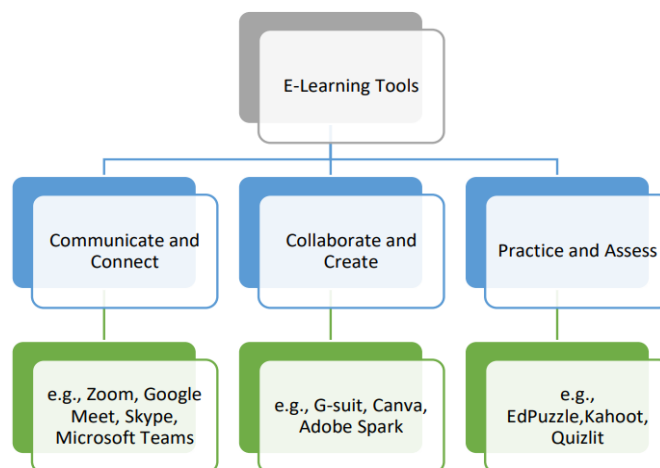 E-Learning Tools
Communicate and
Connect
Collaborate and
Create
Practice and Assess
e.g., Zoom, Google
Meet, Skype,
Microsoft Teams
e.g., G-suit, Canva,
Adobe Spark
e.g.,
EdPuzzle,Kahoot,
Quizlit